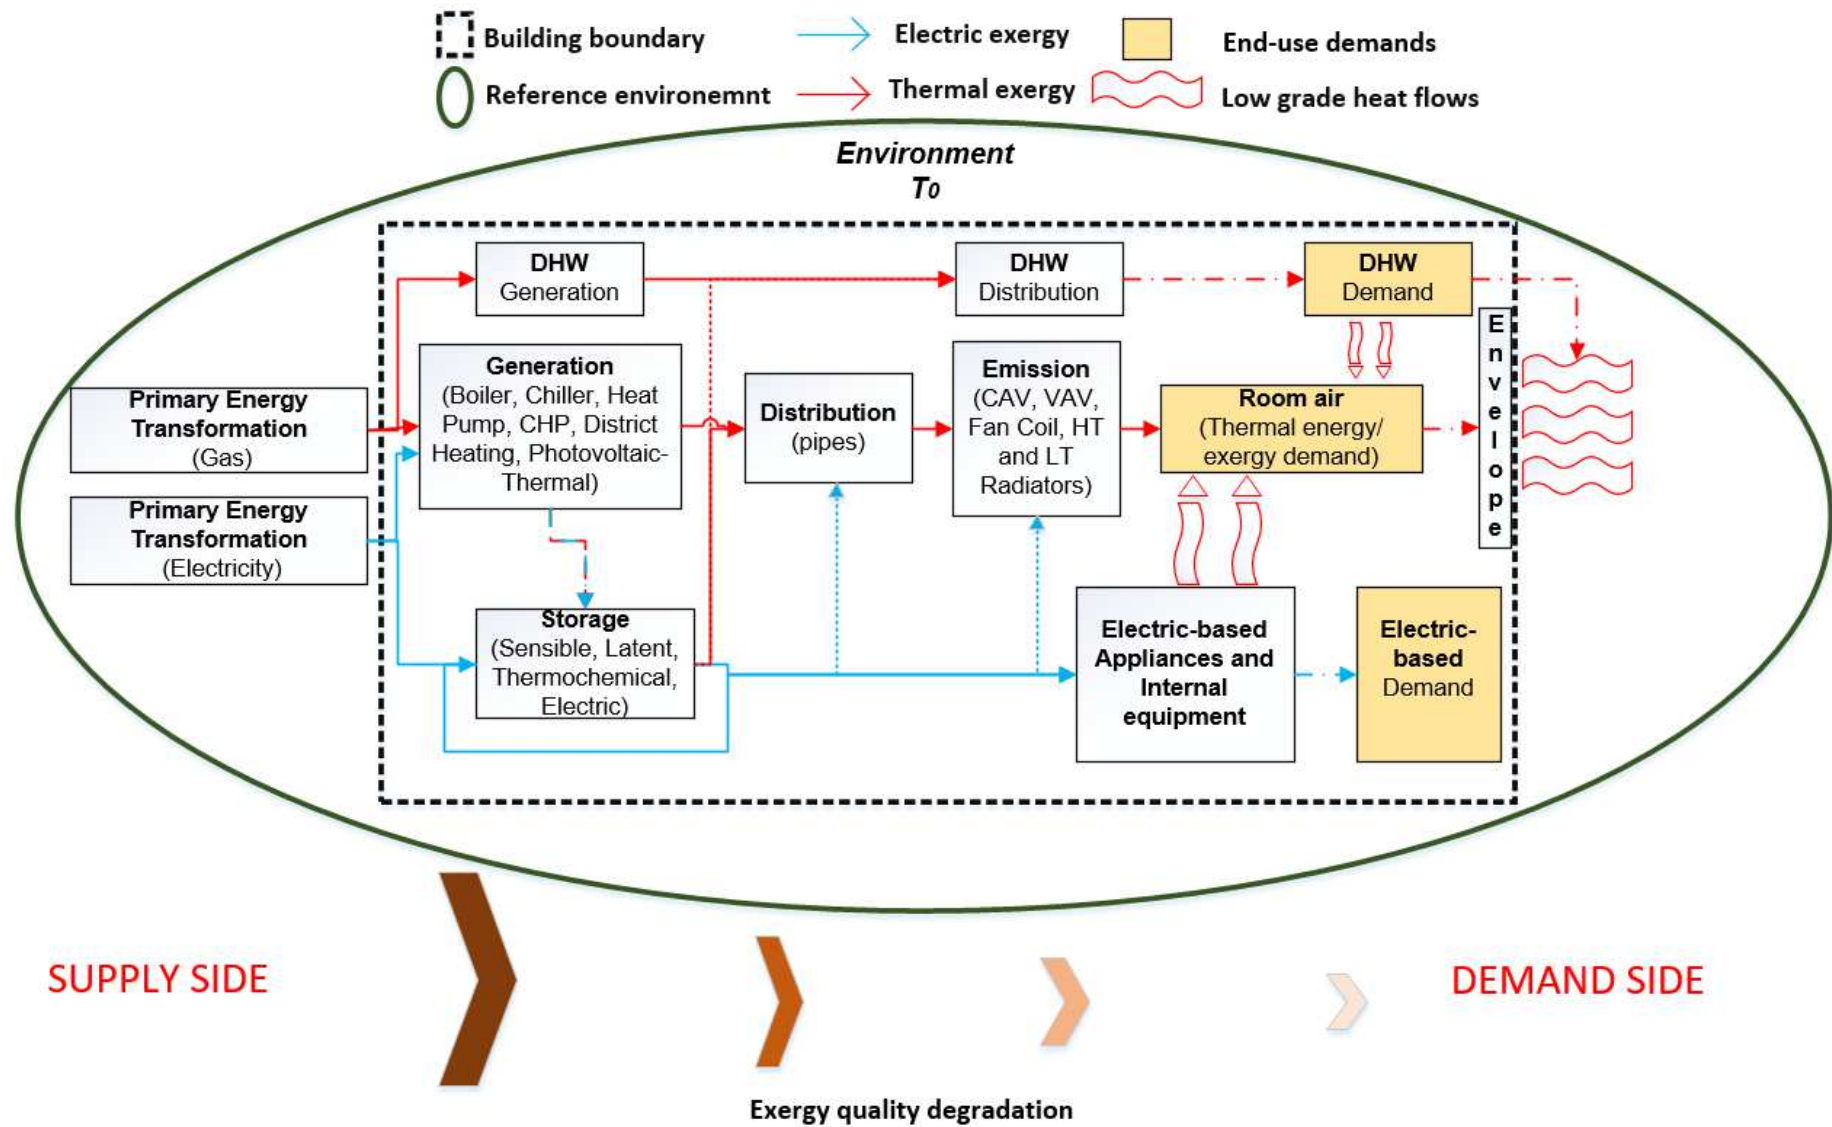 Building boundary
Electric exergy
End-use demands
Reference environemnt
Thermal exergy
Low grade heat flows
Environment
T0
DHW
Generation
DHW
Distribution
DHW
Demand
Primary Energy
Transformation
(Gas)
Primary Energy
Transformation
(Electricity)
Generation
(Boiler, Chiller, Heat
Pump, CHP, District
Heating, Photovoltaic-
Thermal)
Distribution
(pipes)
Emission
(CAV, VAV,
Fan Coil, HT
and LT
Radiators)
Room air
(Thermal energy/
exergy demand)
Envelope
Storage
(Sensible, Latent,
Thermochemical,
Electric)
Electric-based
Appliances and
Internal
equipment
Electric-
based
Demand
SUPPLY SIDE
DEMAND SIDE
Exergy quality degradation